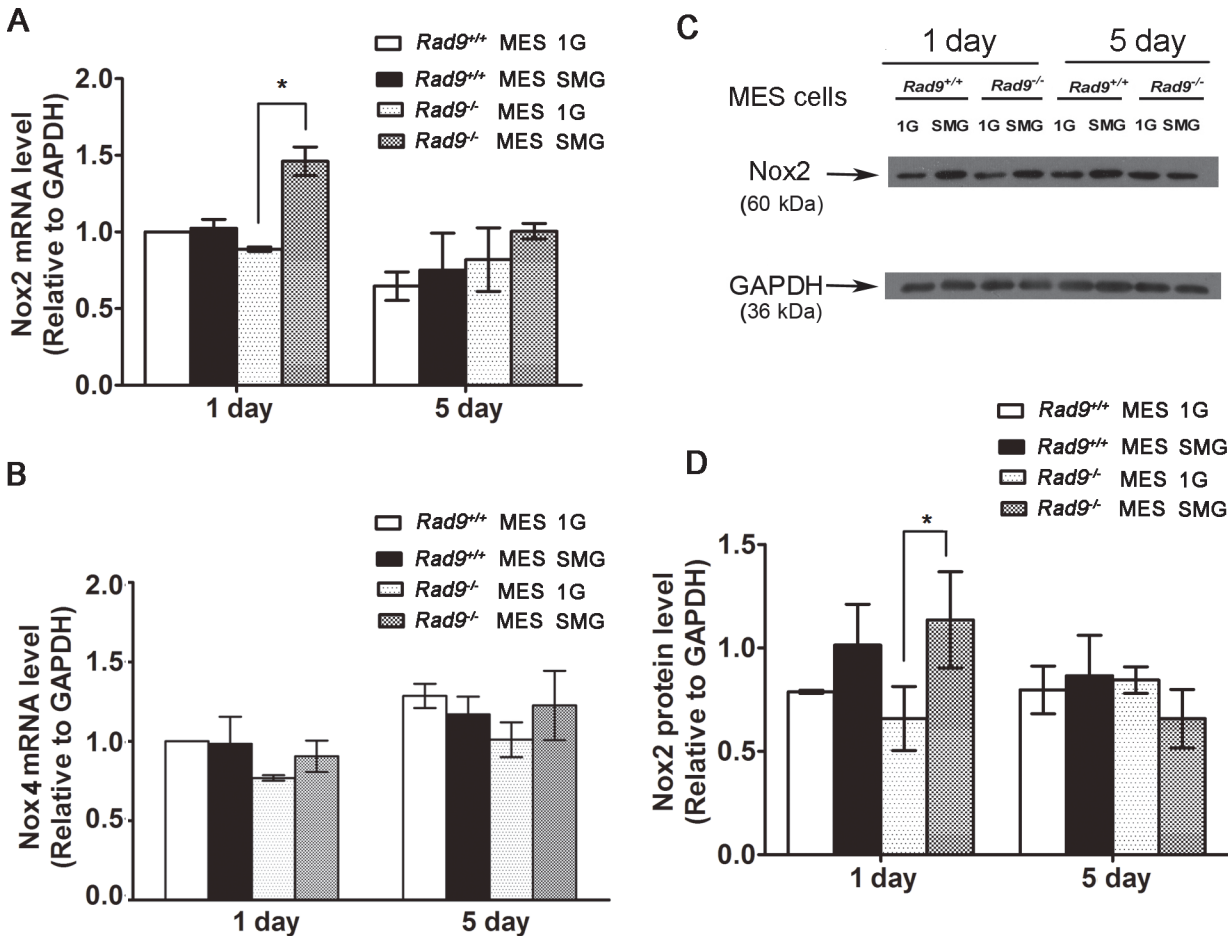 A
Nox2 mRNA level
(Relative to GAPDH)
2.0
1.5
1.0
0.5
0.0
*
Rad9+/+ MES 1G
Rad9+/+ MES SMG
Rad9-/- MES 1G
Rad9-/- MES SMG
1 day
5 day
B
Nox4 mRNA level
(Relative to GAPDH)
2.0
1.5
1.0
0.5
0.0
Rad9+/+ MES 1G
Rad9+/+ MES SMG
Rad9-/- MES 1G
Rad9-/- MES SMG
1 day
5 day
C
1 day
5 day
MES cells
Rad9+/+
Rad9-/-
Rad9+/+
Rad9-/-
1G SMG 1G SMG 1G SMG 1G SMG
Nox2
(60 kDa)
GAPDH
(36 kDa)
D
Rad9+/+ MES 1G
Rad9+/+ MES SMG
Rad9-/- MES 1G
Rad9-/- MES SMG
Nox2 protein level
(Relative to GAPDH)
1.5
1.0
0.5
0.0
*
1 day
5 day